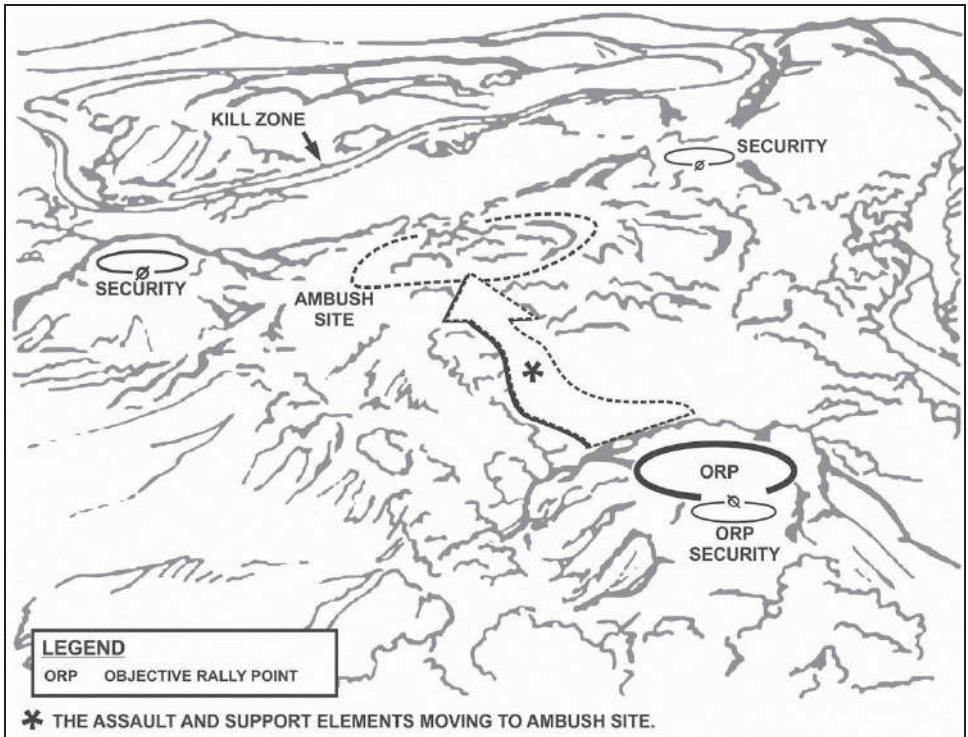 KILL ZONE
SECURITY
SECURITY
AMBUSH
SITE
*
ORP
ORP
SECURITY
LEGEND
ORP OBJECTIVE RALLY POINT
* THE ASSAULT AND SUPPORT ELEMENTS MOVING TO AMBUSH SITE.